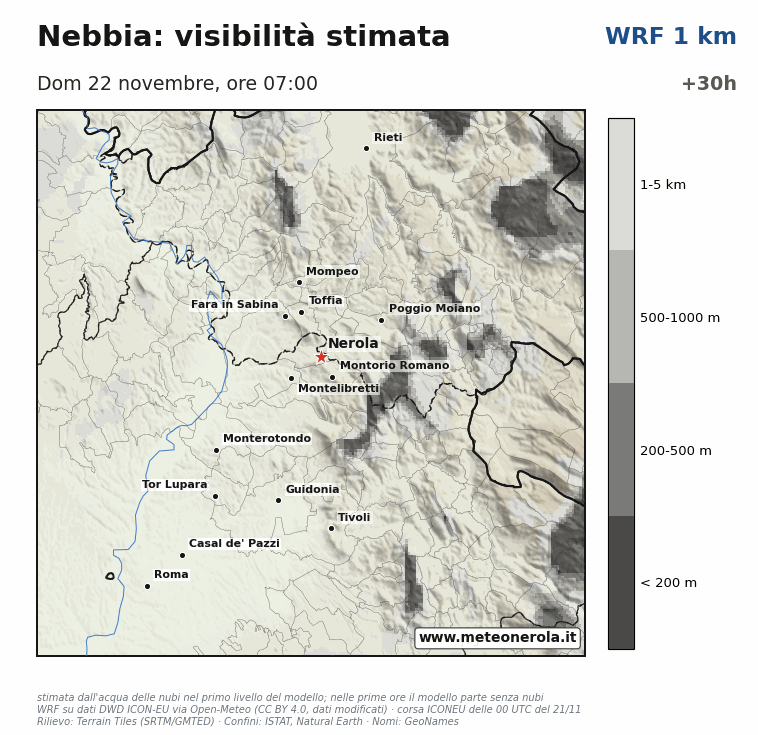 Nebbia: visibilità stimata
WRF 1 km
Dom 22 novembre, ore 07:00
+30h
Rieti
1-5 km
Mompeo
Toffia
Fara in Sabina
Poggio Moiano
500-1000 m
Nerola
Montorio Romano
Montelibretti
Monterotondo
200-500 m
Tor Lupara
Guidonia
Tivoli
Casal de' Pazzi
Roma
< 200 m
www.meteonerola.it
stimata dall'acqua delle nubi nel primo livello del modello; nelle prime ore il modello parte senza nubi
WRF su dati DWD ICON-EU via Open-Meteo (CC BY 4.0, dati modificati) · corsa ICONEU delle 00 UTC del 21/11
Rilievo: Terrain Tiles (SRTM/GMTED) · Confini: ISTAT, Natural Earth · Nomi: GeoNames